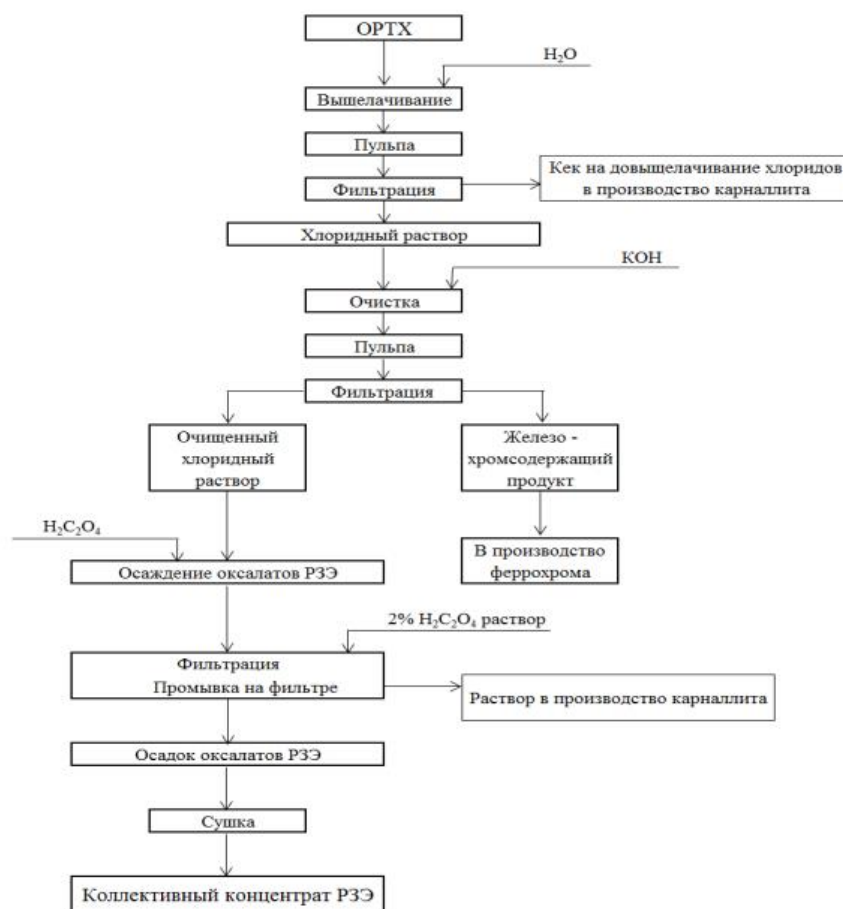 ОРТХ
H₂O
Вышелачивание
Пульпа
Фильтрация
Кек на довыщелачивание хлоридов
в производство карналлита
Хлоридный раствор
KOH
Очистка
Пульпа
Фильтрация
Очищенный
хлоридный
раствор
Железо -
хромсодержащий
продукт
H₂C₂O₄
Осаждение оксалатов РЗЭ
В производство
феррохрома
2% H₂C₂O₄ раствор
Фильтрация
Промывка на фильтре
Раствор в производство карналлита
Осадок оксалатов РЗЭ
Сушка
Коллективный концентрат РЗЭ